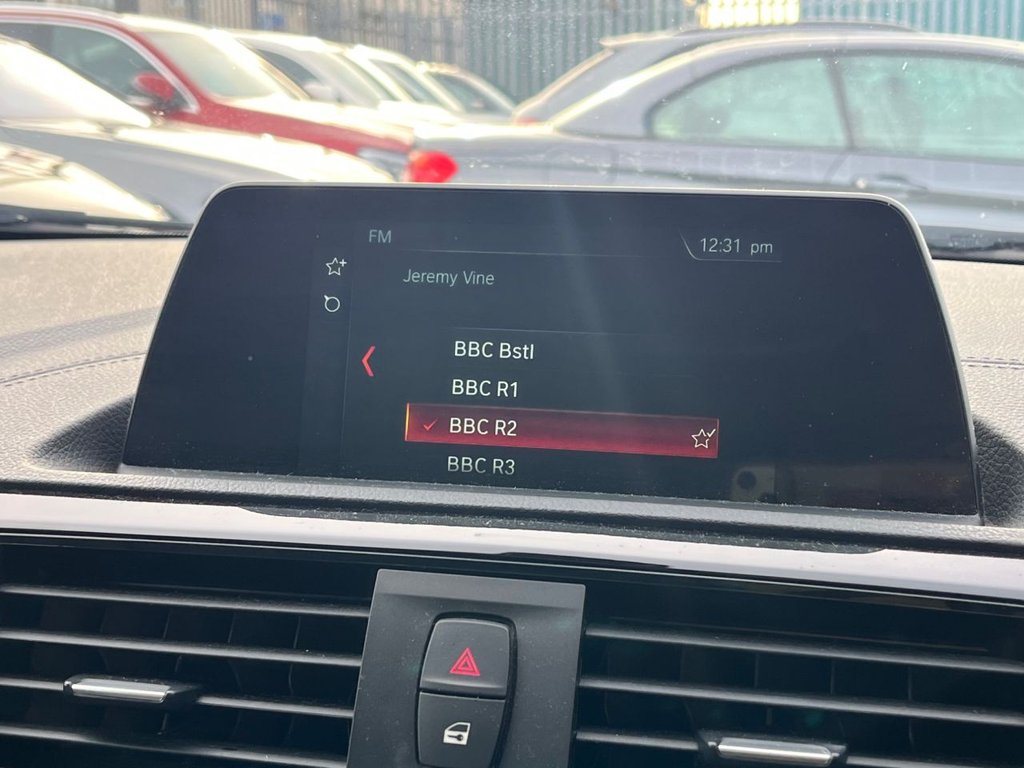 FM
12:31 pm
Jeremy Vine
BBC Bstl
BBC R1
BBC R2
BBC R3